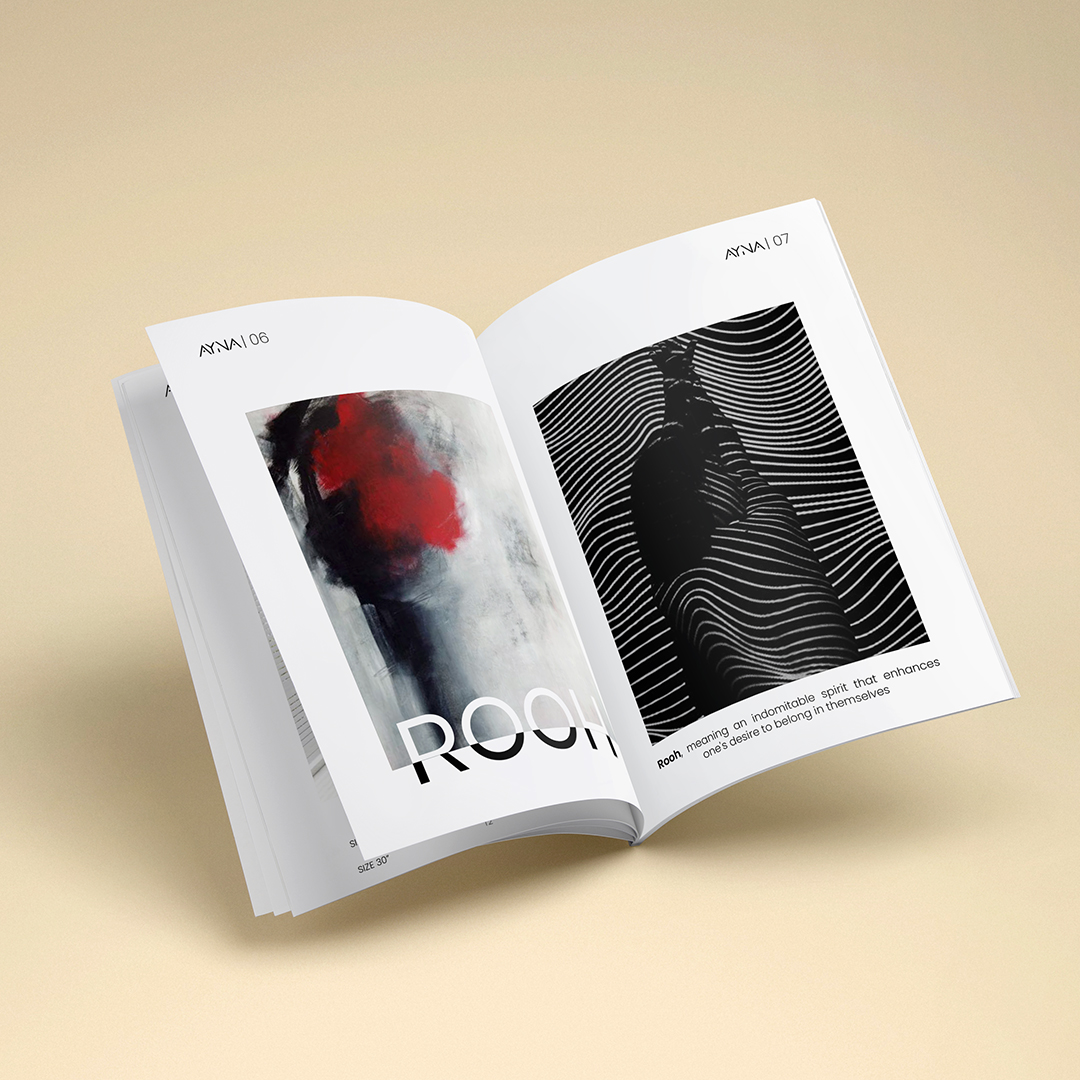 AYNA | 06
ROOH
AYNA | 07
Rooh, meaning an indomitable spirit that enhances
one's desire to belong in themselves
12"
SIZE 30"